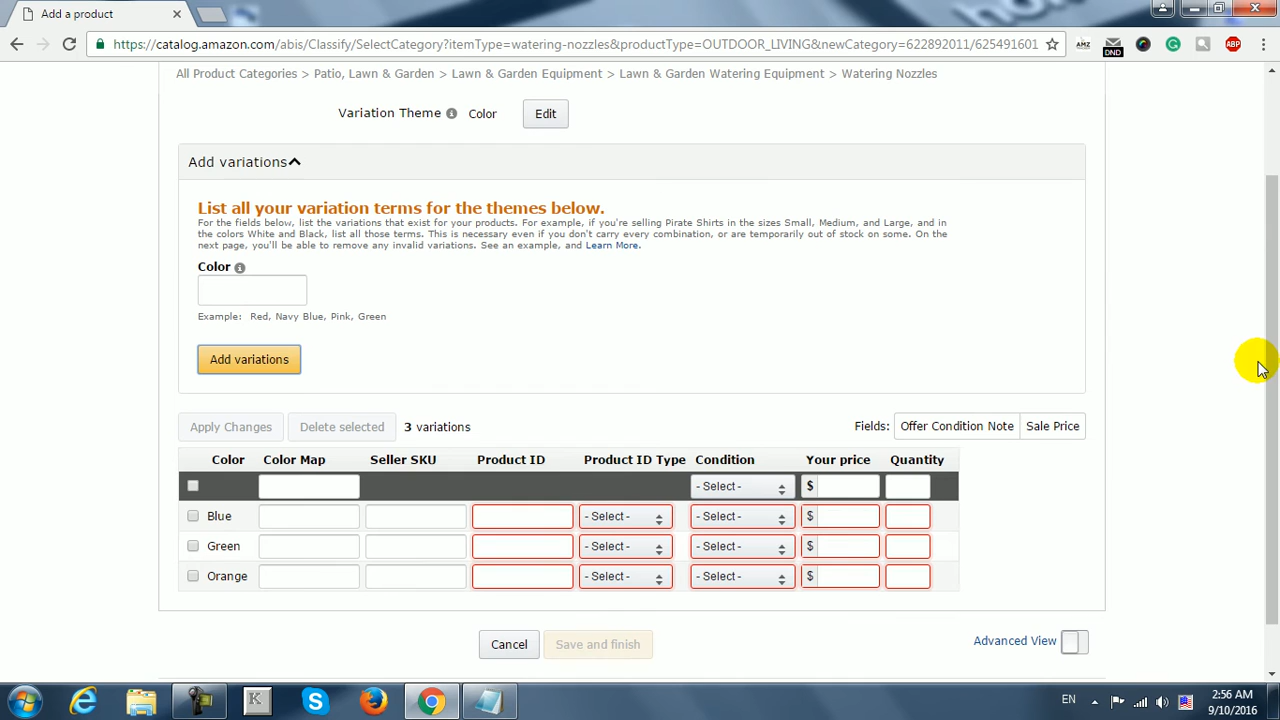 Add a product
https://catalog.amazon.com/abis/Classify/SelectCategory?itemType=watering-nozzles&productType=OUTDOOR_LIVING&newCategory=622892011/625491601
AMZ
DND
ABP
All Product Categories > Patio, Lawn & Garden > Lawn & Garden Equipment > Lawn & Garden Watering Equipment > Watering Nozzles
Variation Theme Color Edit
Add variations
List all your variation terms for the themes below.
For the fields below, list the variations that exist for your products. For example, if you're selling Pirate Shirts in the sizes Small, Medium, and Large, and in
the colors White and Black, list all those terms. This is necessary even if you don't carry every combination, or are temporarily out of stock on some. On the
next page, you'll be able to remove any invalid variations. See an example, and Learn More.
Color
Example: Red, Navy Blue, Pink, Green
Add variations
Apply Changes Delete selected 3 variations Fields: Offer Condition Note Sale Price
Color Color Map Seller SKU Product ID Product ID Type Condition Your price Quantity
- Select - $
Blue - Select - - Select - $
Green - Select - - Select - $
Orange - Select - - Select - $
Cancel Save and finish Advanced View
K
EN 2:56 AM
9/10/2016